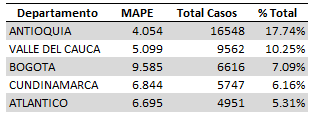 Departamento MAPE Total Casos % Total
ANTIOQUIA 4.054 16548 17.74%
VALLE DEL CAUCA 5.099 9562 10.25%
BOGOTA 9.585 6616 7.09%
CUNDINAMARCA 6.844 5747 6.16%
ATLANTICO 6.695 4951 5.31%